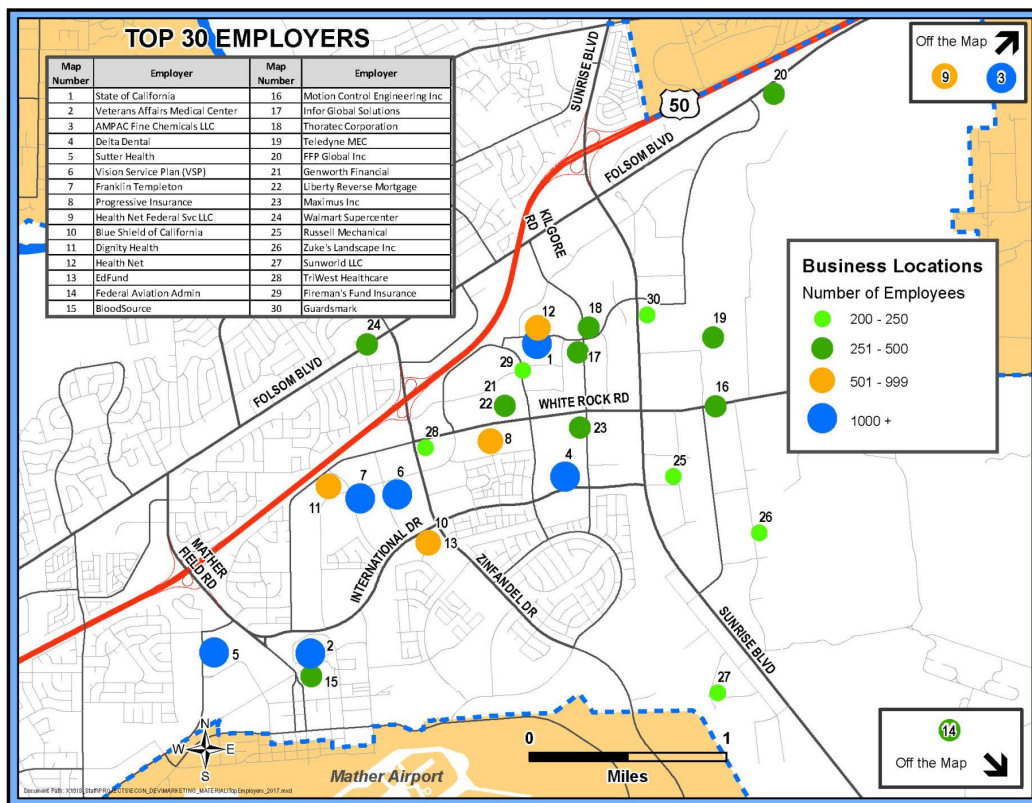 TOP 30 EMPLOYERS
Map Number Employer Map Number Employer
1 State of California 16 Motion Control Engineering Inc
2 Veterans Affairs Medical Center 17 Infor Global Solutions
3 AMPAC Fine Chemicals LLC 18 Thoratec Corporation
4 Delta Dental 19 Teledyne MEC
5 Sutter Health 20 FFP Global Inc
6 Vision Service Plan (VSP) 21 Genworth Financial
7 Franklin Templeton 22 Liberty Reverse Mortgage
8 Progressive Insurance 23 Maximus Inc
9 Health Net Federal Svc LLC 24 Walmart Supercenter
10 Blue Shield of California 25 Russell Mechanical
11 Dignity Health 26 Zuke's Landscape Inc
12 Health Net 27 Sunworld LLC
13 EdFund 28 TriWest Healthcare
14 Federal Aviation Admin 29 Fireman's Fund Insurance
15 BloodSource 30 Guardsmark
Off the Map
9 3
SUNRISE BLVD
50
20
FOLSOM BLVD
KILGORE RD
Business Locations
Number of Employees
200 - 250
251 - 500
501 - 999
1000 +
30
12
18
19
24
1
17
29
FOLSOM BLVD
21
22
WHITE ROCK RD
16
23
28
8
4
25
7
6
11
10
13
26
INTERNATIONAL DR
MATHER FIELD RD
ZINFANDEL DR
SUNRISE BLVD
5
2
15
27
N
W E
S
0 1
Miles
Mather Airport
14
Off the Map